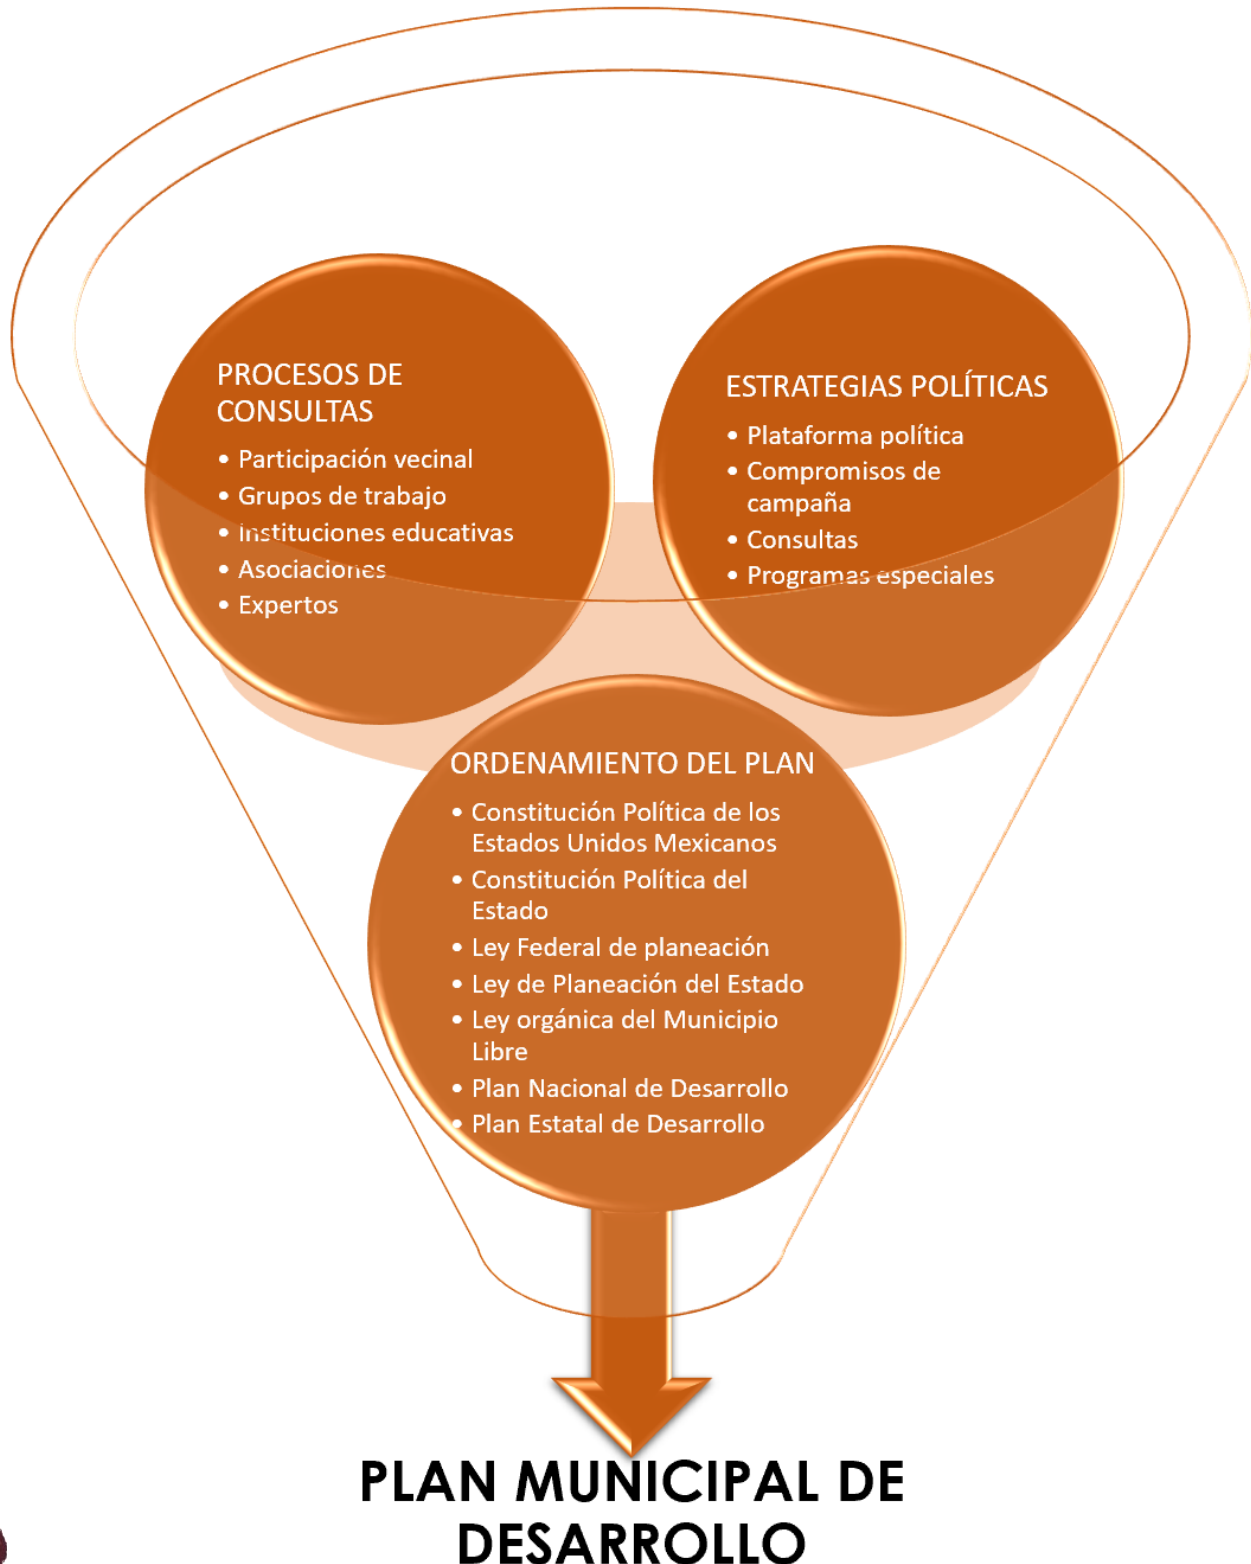 PROCESOS DE
CONSULTAS
• Participación vecinal
• Grupos de trabajo
• Instituciones educativas
• Asociaciones
• Expertos
ESTRATEGIAS POLÍTICAS
• Plataforma política
• Compromisos de
campaña
• Consultas
• Programas especiales
ORDENAMIENTO DEL PLAN
• Constitución Política de los
Estados Unidos Mexicanos
• Constitución Política del
Estado
• Ley Federal de planeación
• Ley de Planeación del Estado
• Ley orgánica del Municipio
Libre
• Plan Nacional de Desarrollo
• Plan Estatal de Desarrollo
PLAN MUNICIPAL DE
DESARROLLO